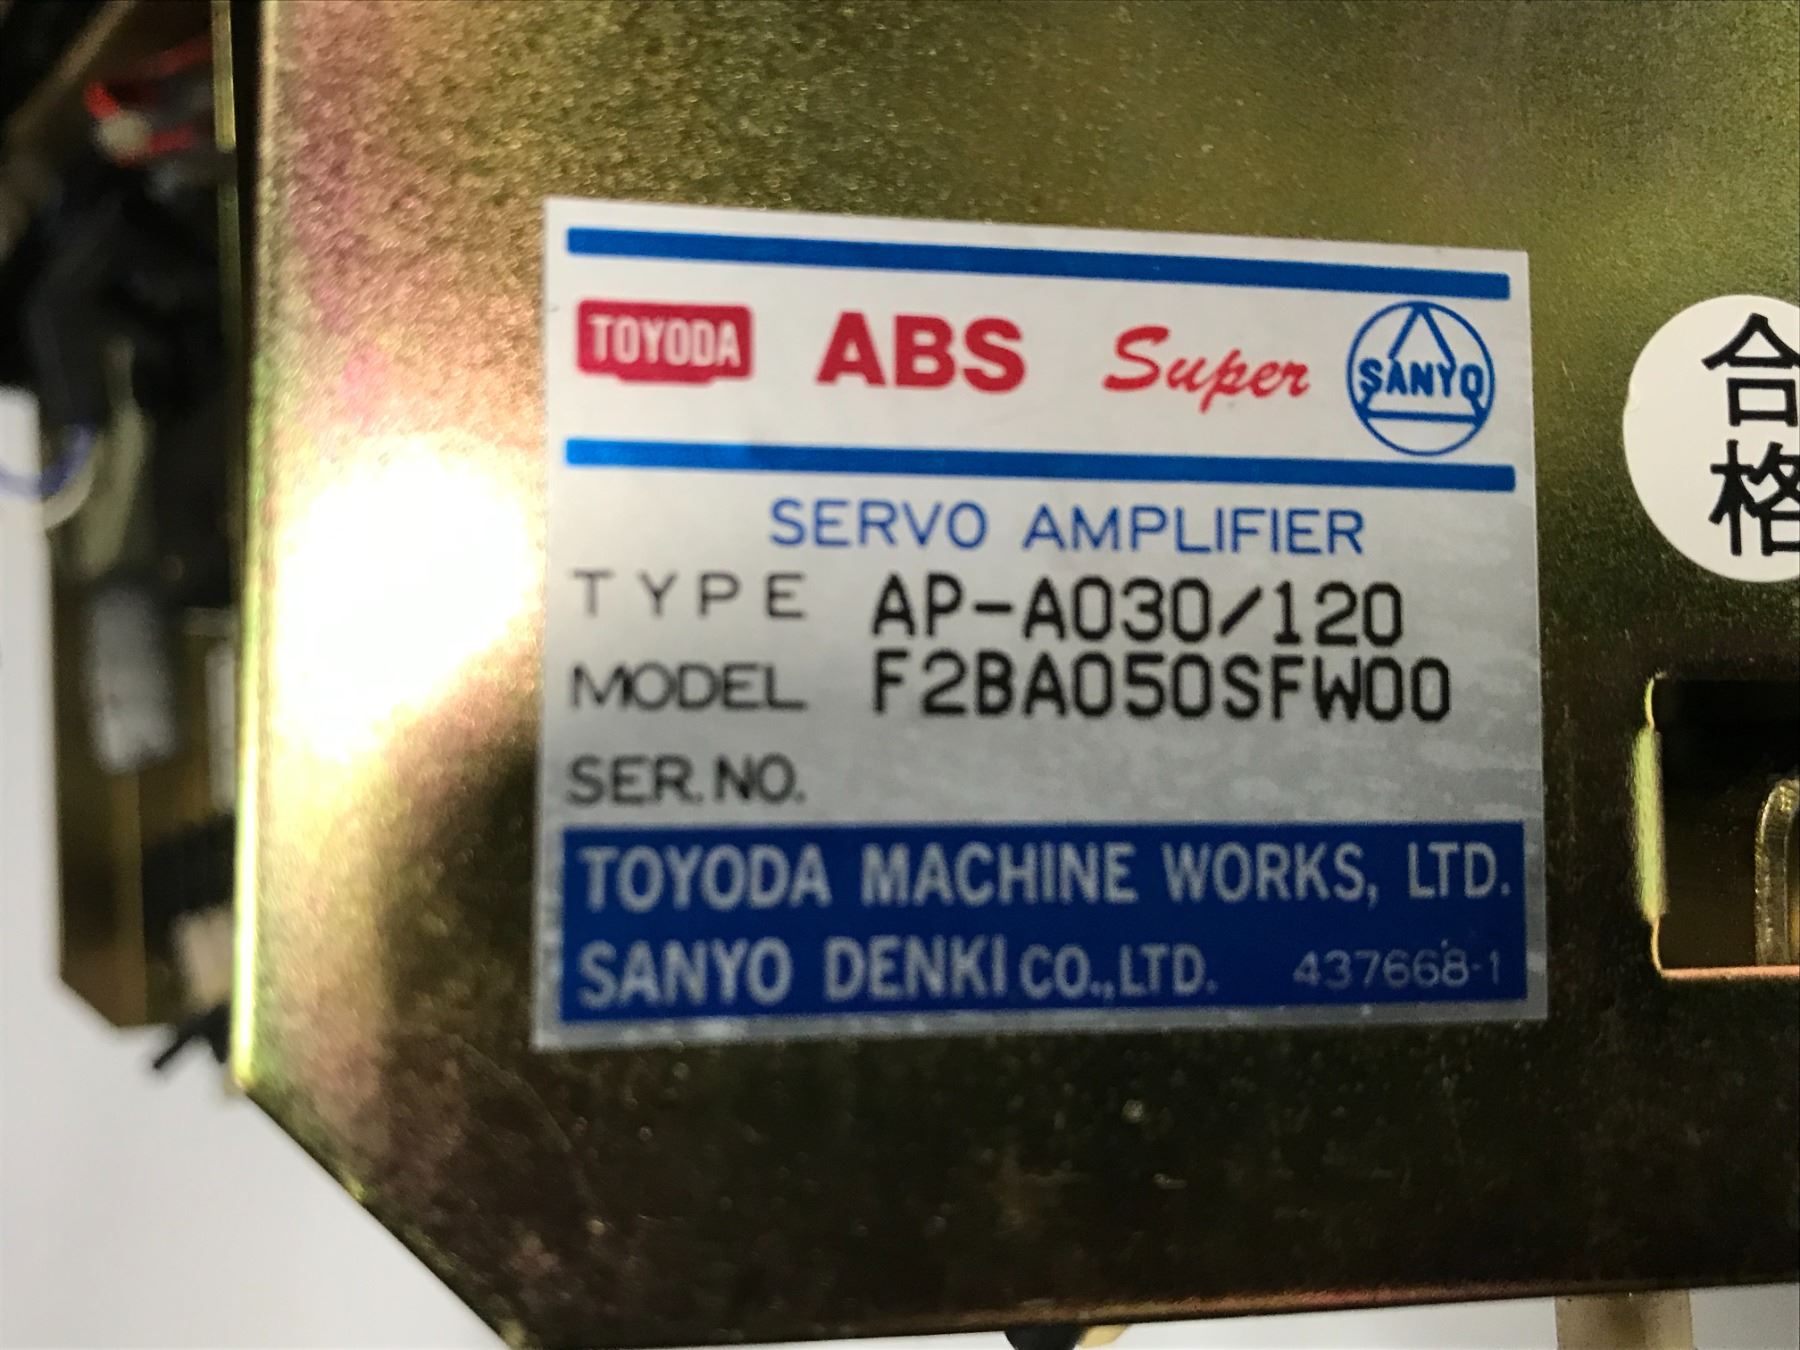 TOYODA ABS Super SANYO
SERVO AMPLIFIER
TYPE AP-A030/120
MODEL F2BA050SFW00
SER.NO.
TOYODA MACHINE WORKS, LTD.
SANYO DENKI CO.,LTD. 437668-1
合格